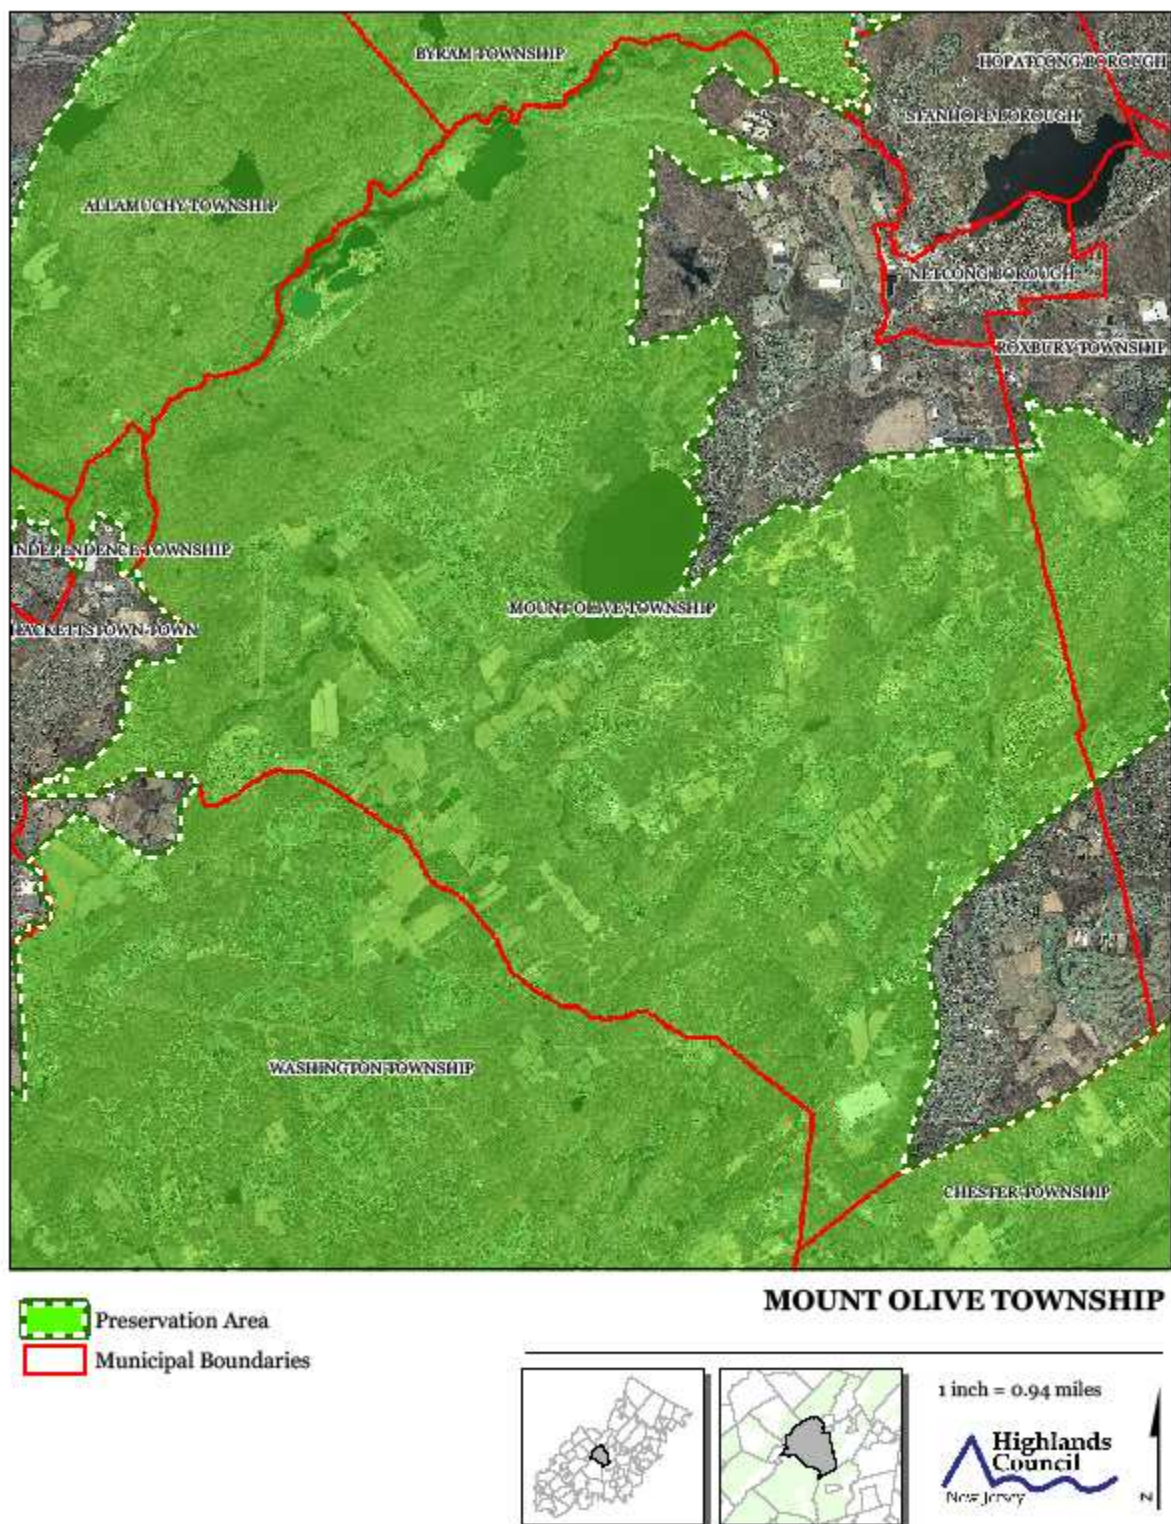 BYRAM TOWNSHIP
HOPATCONG BOROUGH
STANHOPE BOROUGH
ALLAMUCHY TOWNSHIP
NETCONG BOROUGH
ROXBURY TOWNSHIP
INDEPENDENCE TOWNSHIP
MOUNT OLIVE TOWNSHIP
HACKETTSTOWN TOWN
WASHINGTON TOWNSHIP
CHESTER TOWNSHIP
MOUNT OLIVE TOWNSHIP
Preservation Area
Municipal Boundaries
1 inch = 0.94 miles
Highlands
Council
New Jersey
N